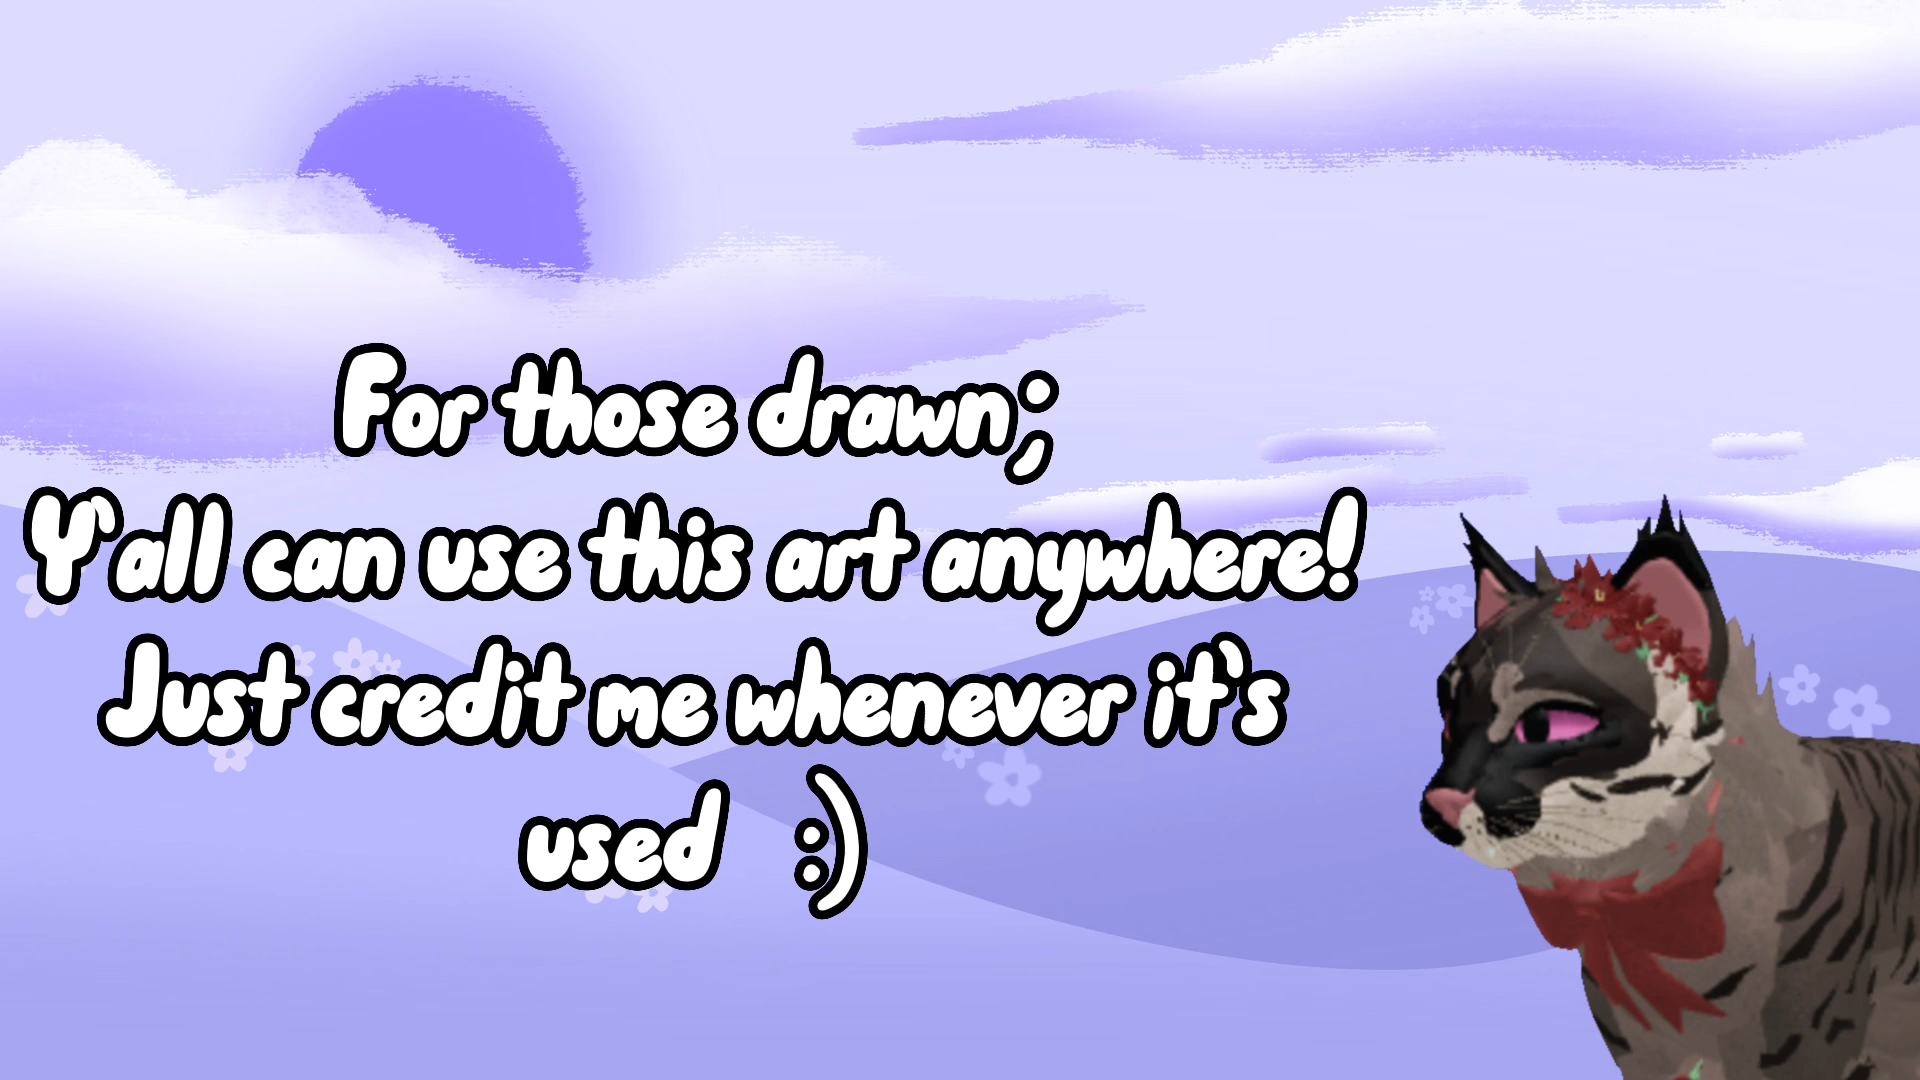 For those drawn;
Y'all can use this art anywhere!
Just credit me whenever it's
used :)